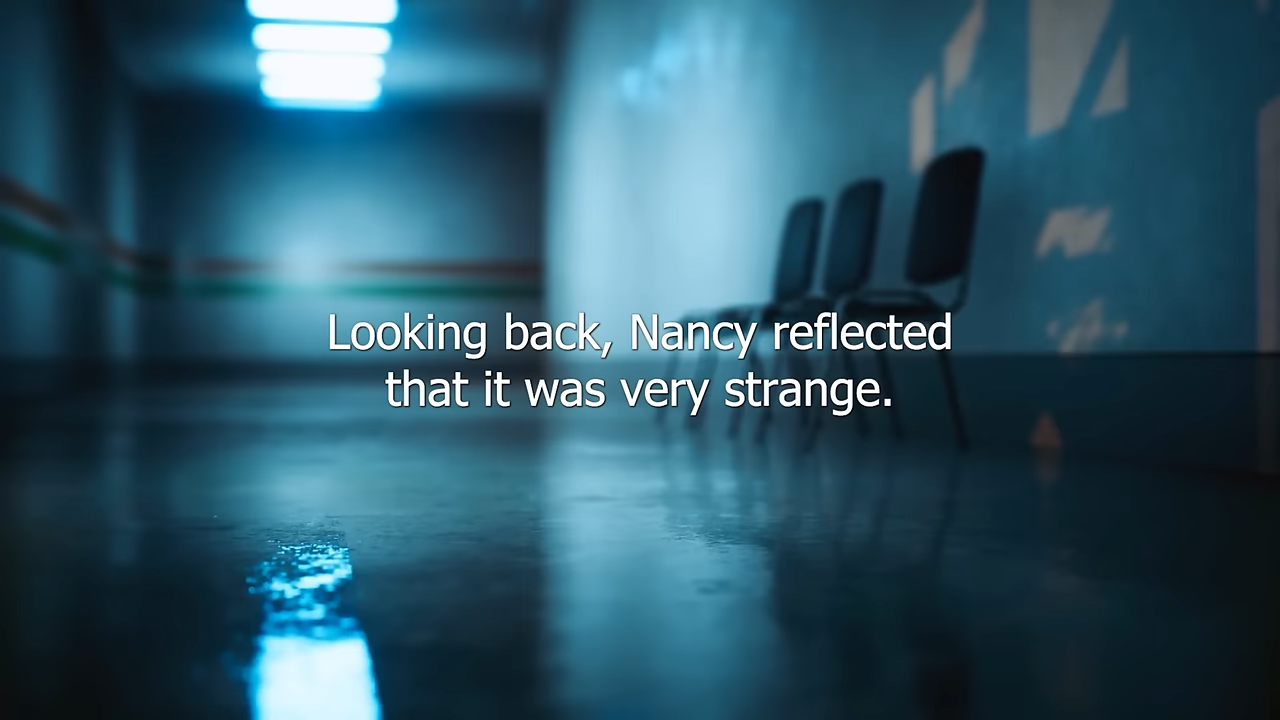 Looking back, Nancy reflected
that it was very strange.